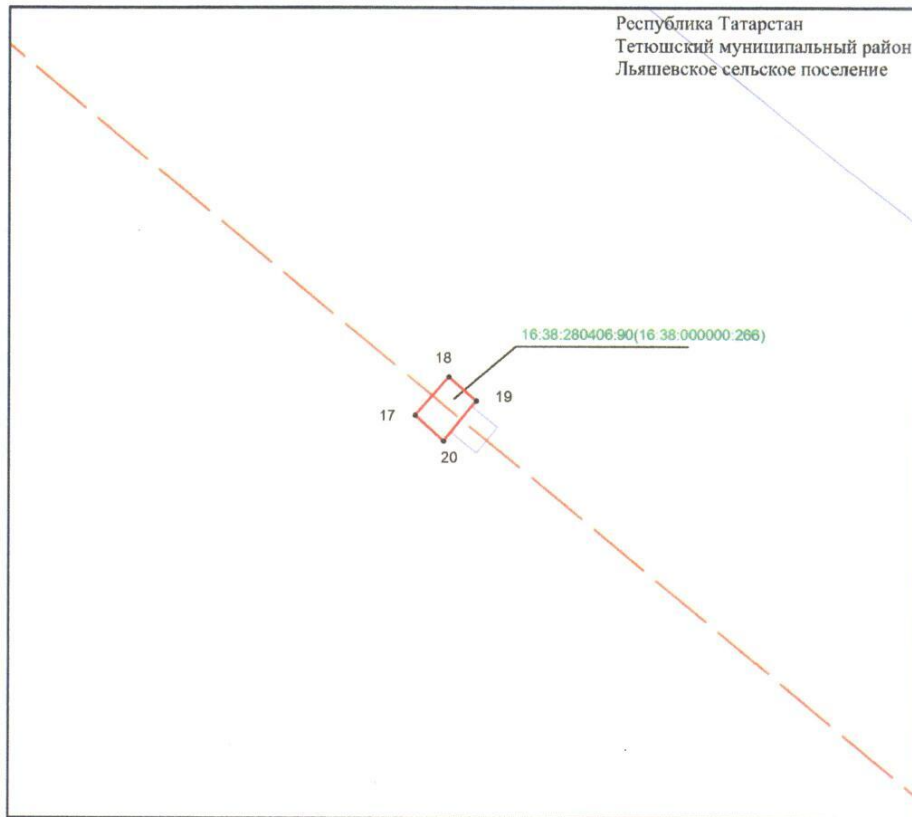 Республика Татарстан
Тетюшский муниципальный район
Льяшевское сельское поселение
16:38:280406:90(16:38:000000:266)
18
19
17
20